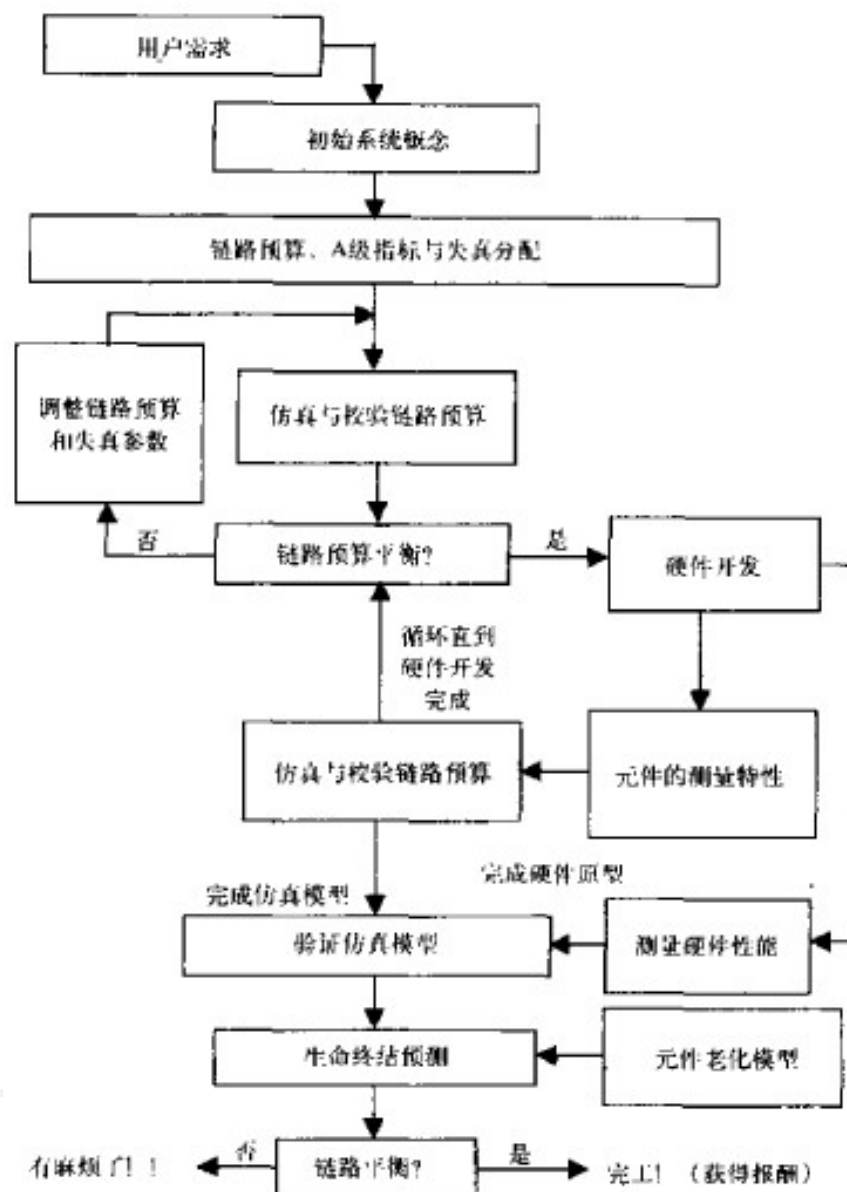 用户需求
初始系统概念
链路预算、A级指标与失真分配
调整链路预算
和失真参数
仿真与校验链路预算
否
链路预算平衡?
是
硬件开发
循环直到
硬件开发
完成
仿真与校验链路预算
元件的测量特性
完成仿真模型
完成硬件原型
验证仿真模型
测量硬件性能
生命终结预测
元件老化模型
有麻烦了!!
否
链路平衡?
是
完工!(获得报酬)